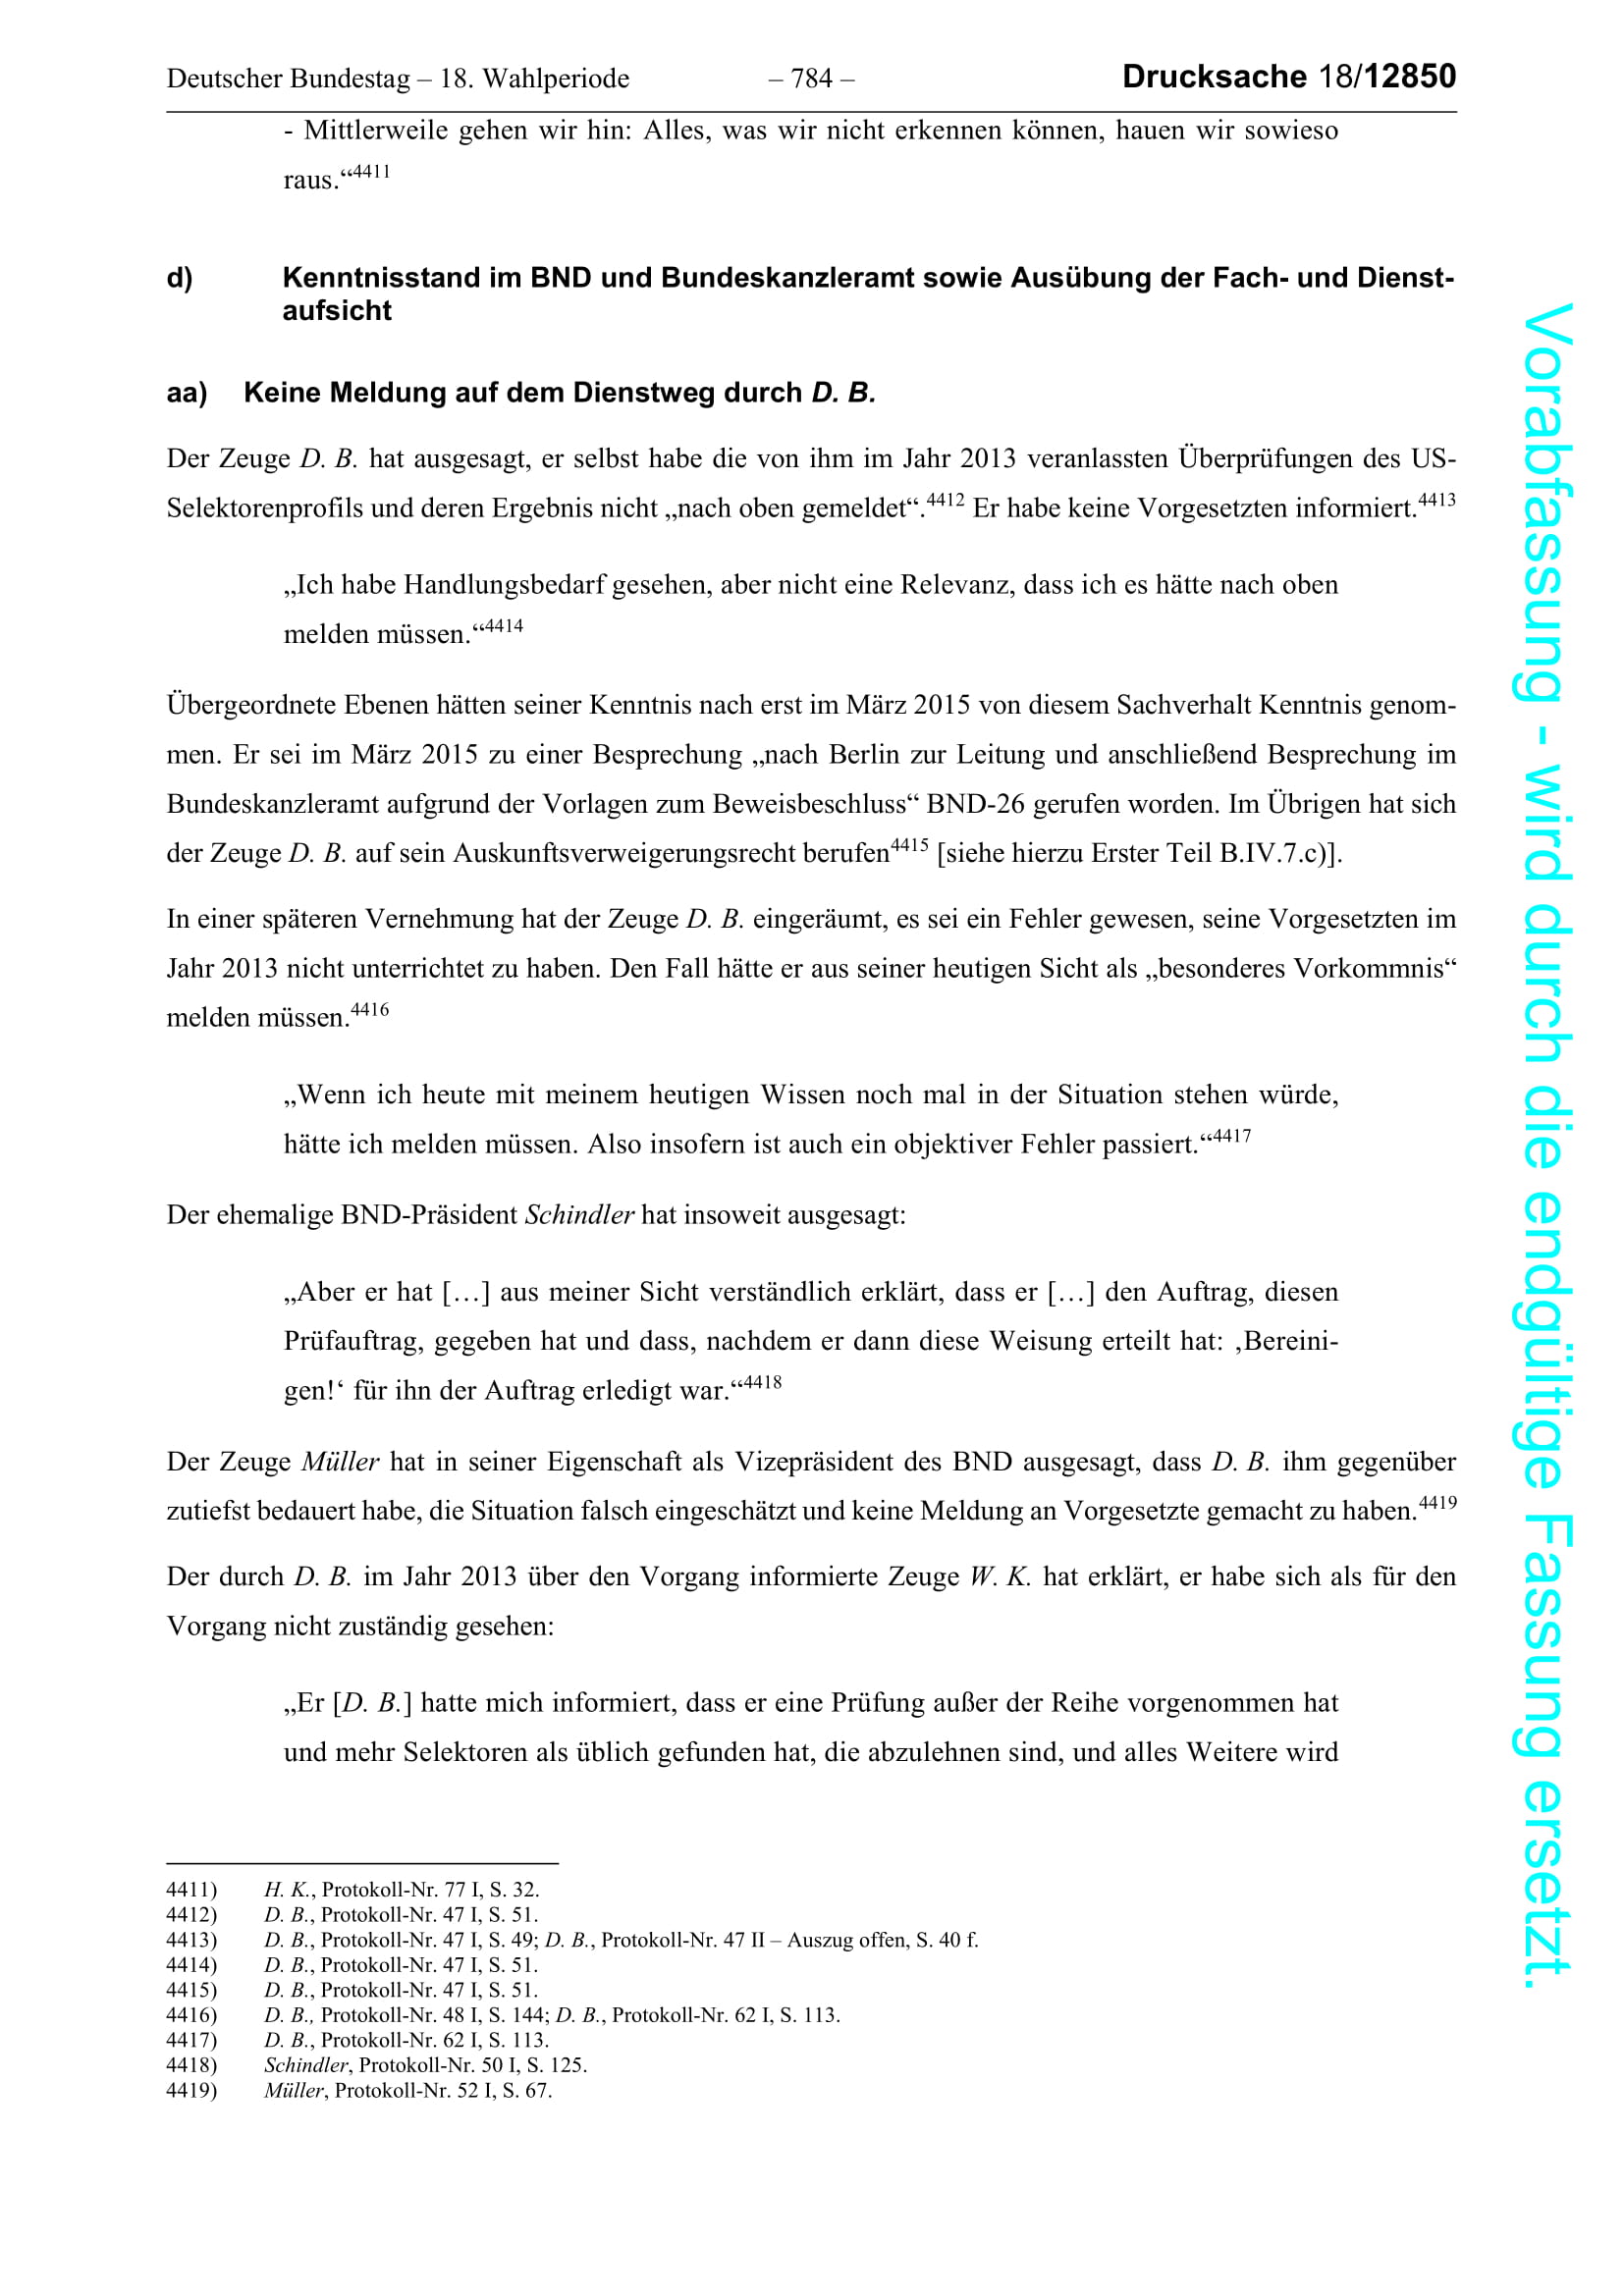 Deutscher Bundestag – 18. Wahlperiode – 784 – Drucksache 18/12850
- Mittlerweile gehen wir hin: Alles, was wir nicht erkennen können, hauen wir sowieso
raus.“4411
d) Kenntnisstand im BND und Bundeskanzleramt sowie Ausübung der Fach- und Dienst-
aufsicht
aa) Keine Meldung auf dem Dienstweg durch D. B.
Der Zeuge D. B. hat ausgesagt, er selbst habe die von ihm im Jahr 2013 veranlassten Überprüfungen des US-
Selektorenprofils und deren Ergebnis nicht „nach oben gemeldet“.4412 Er habe keine Vorgesetzten informiert.4413
„Ich habe Handlungsbedarf gesehen, aber nicht eine Relevanz, dass ich es hätte nach oben
melden müssen.“4414
Übergeordnete Ebenen hätten seiner Kenntnis nach erst im März 2015 von diesem Sachverhalt Kenntnis genom-
men. Er sei im März 2015 zu einer Besprechung „nach Berlin zur Leitung und anschließend Besprechung im
Bundeskanzleramt aufgrund der Vorlagen zum Beweisbeschluss“ BND-26 gerufen worden. Im Übrigen hat sich
der Zeuge D. B. auf sein Auskunftsverweigerungsrecht berufen4415 [siehe hierzu Erster Teil B.IV.7.c)].
In einer späteren Vernehmung hat der Zeuge D. B. eingeräumt, es sei ein Fehler gewesen, seine Vorgesetzten im
Jahr 2013 nicht unterrichtet zu haben. Den Fall hätte er aus seiner heutigen Sicht als „besonderes Vorkommnis“
melden müssen.4416
„Wenn ich heute mit meinem heutigen Wissen noch mal in der Situation stehen würde,
hätte ich melden müssen. Also insofern ist auch ein objektiver Fehler passiert.“4417
Der ehemalige BND-Präsident Schindler hat insoweit ausgesagt:
„Aber er hat […] aus meiner Sicht verständlich erklärt, dass er […] den Auftrag, diesen
Prüfauftrag, gegeben hat und dass, nachdem er dann diese Weisung erteilt hat: ‚Bereini-
gen!‘ für ihn der Auftrag erledigt war.“4418
Der Zeuge Müller hat in seiner Eigenschaft als Vizepräsident des BND ausgesagt, dass D. B. ihm gegenüber
zutiefst bedauert habe, die Situation falsch eingeschätzt und keine Meldung an Vorgesetzte gemacht zu haben.4419
Der durch D. B. im Jahr 2013 über den Vorgang informierte Zeuge W. K. hat erklärt, er habe sich als für den
Vorgang nicht zuständig gesehen:
„Er [D. B.] hatte mich informiert, dass er eine Prüfung außer der Reihe vorgenommen hat
und mehr Selektoren als üblich gefunden hat, die abzulehnen sind, und alles Weitere wird
4411) H. K., Protokoll-Nr. 77 I, S. 32.
4412) D. B., Protokoll-Nr. 47 I, S. 51.
4413) D. B., Protokoll-Nr. 47 I, S. 49; D. B., Protokoll-Nr. 47 II – Auszug offen, S. 40 f.
4414) D. B., Protokoll-Nr. 47 I, S. 51.
4415) D. B., Protokoll-Nr. 47 I, S. 51.
4416) D. B., Protokoll-Nr. 48 I, S. 144; D. B., Protokoll-Nr. 62 I, S. 113.
4417) D. B., Protokoll-Nr. 62 I, S. 113.
4418) Schindler, Protokoll-Nr. 50 I, S. 125.
4419) Müller, Protokoll-Nr. 52 I, S. 67.
Vorabfassung - wird durch die endgültige Fassung ersetzt.